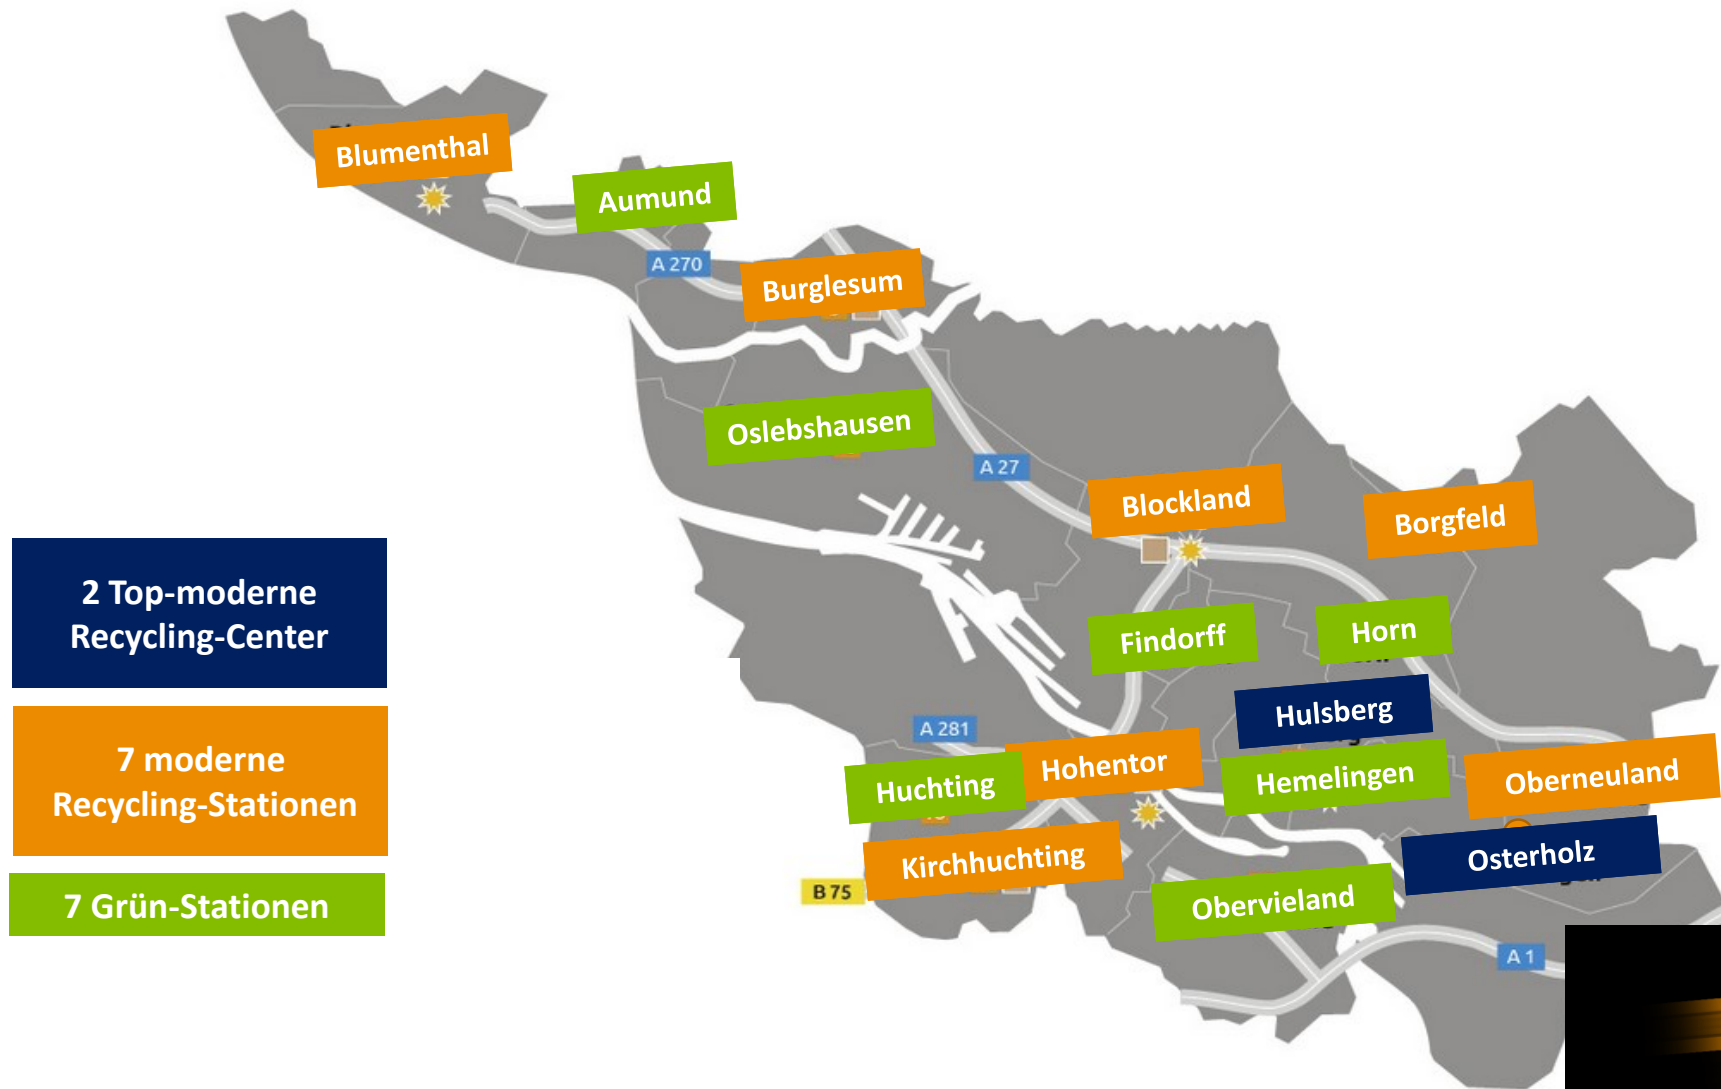 Blumenthal
Aumund
A 270
Burglesum
Oslebshausen
A 27
Blockland
Borgfeld
2 Top-moderne
Recycling-Center
7 moderne
Recycling-Stationen
7 Grün-Stationen
Findorff
Horn
Hulsberg
A 281
Hohentor
Huchting
Hemelingen
Oberneuland
Kirchhuchting
Osterholz
B 75
Obervieland
A 1